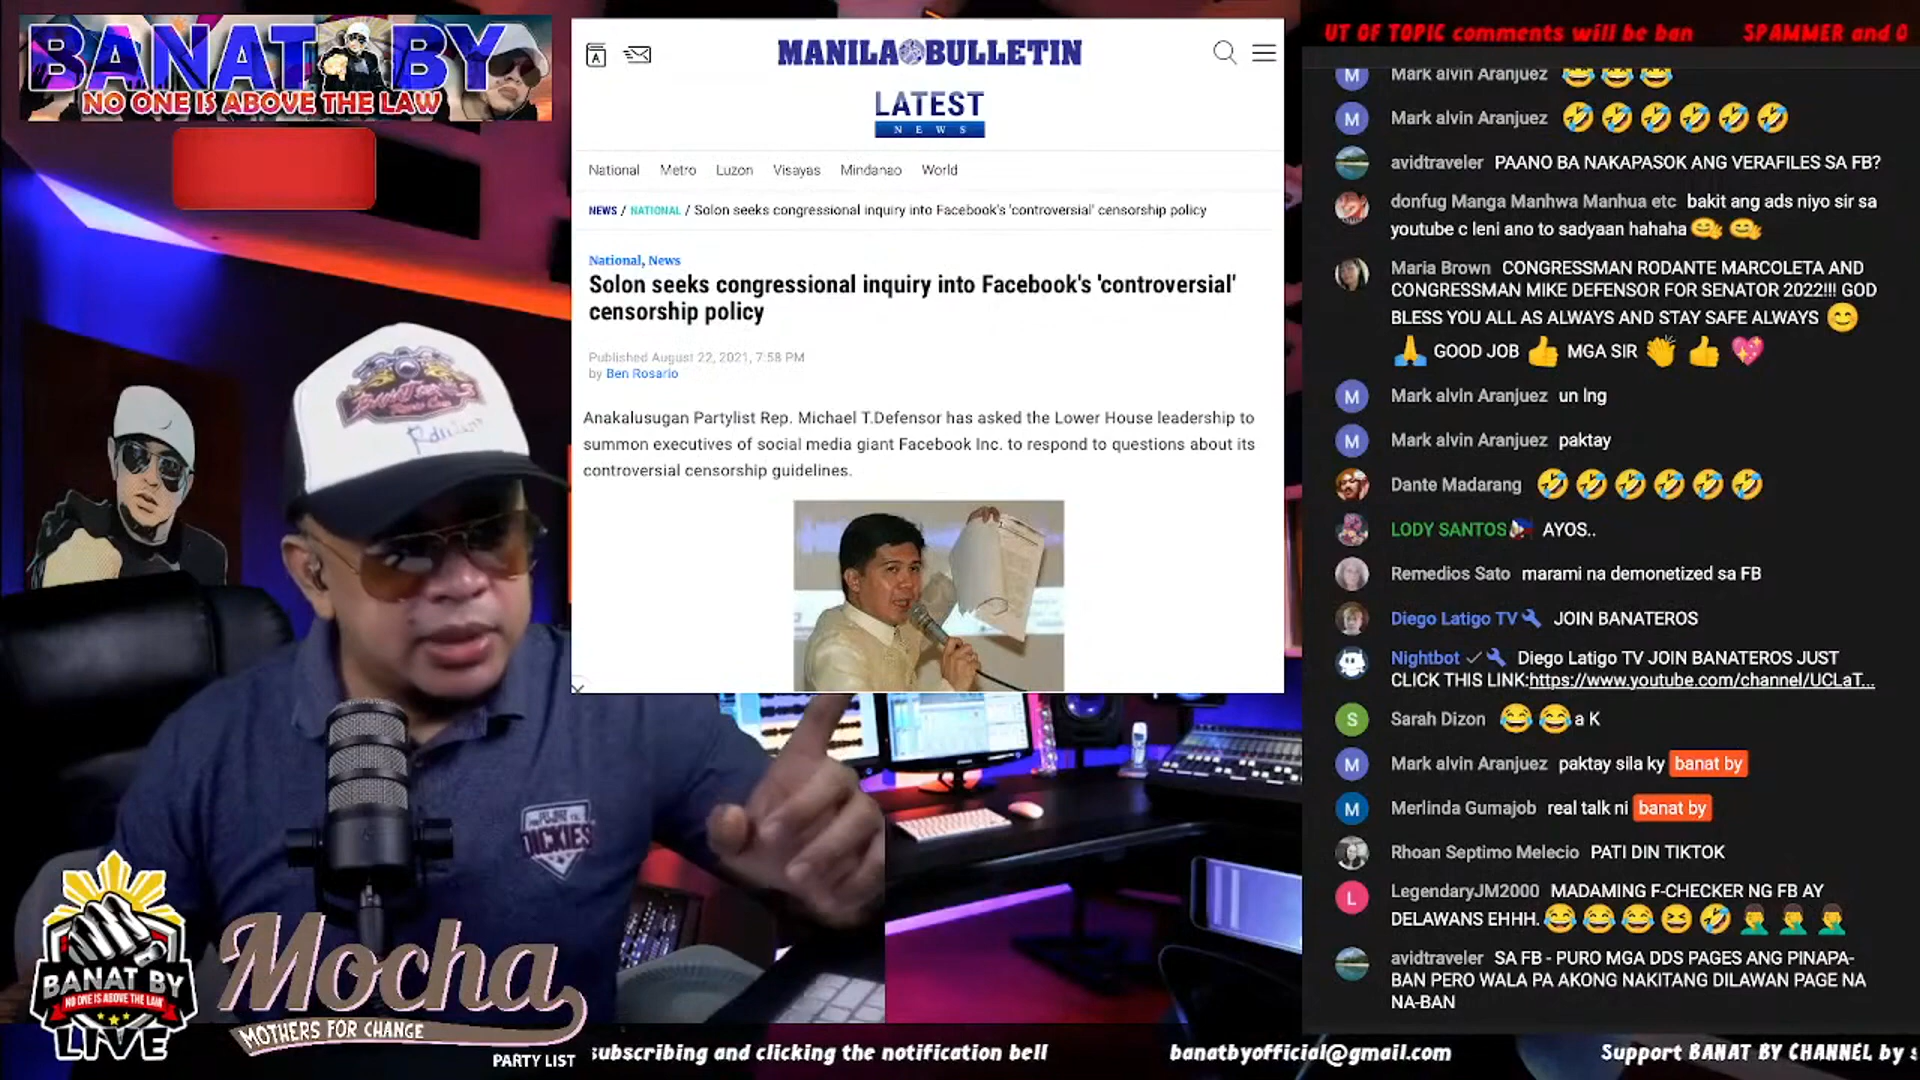 BANAT BY
NO ONE IS ABOVE THE LAW
MANILA BULLETIN
LATEST
NEWS
National Metro Luzon Visayas Mindanao World
NEWS / NATIONAL / Solon seeks congressional inquiry into Facebook's 'controversial' censorship policy
National, News
Solon seeks congressional inquiry into Facebook's 'controversial'
censorship policy
Published August 22, 2021, 7:58 PM
by Ben Rosario
Anakalusugan Partylist Rep. Michael T.Defensor has asked the Lower House leadership to
summon executives of social media giant Facebook Inc. to respond to questions about its
controversial censorship guidelines.
DICKIES
BANAT BY
NO ONE IS ABOVE THE LAW
LIVE
Mocha
MOTHERS FOR CHANGE
PARTY LIST
UT OF TOPIC comments will be ban SPAMMER and O
Mark alvin Aranjuez 😂😂😂
M Mark alvin Aranjuez 🤣🤣🤣🤣🤣🤣
avidtraveler PAANO BA NAKAPASOK ANG VERAFILES SA FB?
donfug Manga Manhwa Manhua etc bakit ang ads niyo sir sa
youtube c leni ano to sadyaan hahaha
Maria Brown CONGRESSMAN RODANTE MARCOLETA AND
CONGRESSMAN MIKE DEFENSOR FOR SENATOR 2022!!! GOD
BLESS YOU ALL AS ALWAYS AND STAY SAFE ALWAYS 😊
🙏 GOOD JOB 👍 MGA SIR 👏 👍 💖
M Mark alvin Aranjuez un lng
M Mark alvin Aranjuez paktay
Dante Madarang 🤣🤣🤣🤣🤣🤣
LODY SANTOS🇵🇭 AYOS..
Remedios Sato marami na demonetized sa FB
Diego Latigo TV JOIN BANATEROS
Nightbot Diego Latigo TV JOIN BANATEROS JUST
CLICK THIS LINK:https://www.youtube.com/channel/UCLaT...
S Sarah Dizon 😂😂a K
M Mark alvin Aranjuez paktay sila ky banat by
M Merlinda Gumajob real talk ni banat by
Rhoan Septimo Melecio PATI DIN TIKTOK
L LegendaryJM2000 MADAMING F-CHECKER NG FB AY
DELAWANS EHHH. 😂😂😂😆🤣🤦‍♂️🤦‍♂️🤦‍♂️
avidtraveler SA FB - PURO MGA DDS PAGES ANG PINAPA-
BAN PERO WALA PA AKONG NAKITANG DILAWAN PAGE NA
NA-BAN
subscribing and clicking the notification bell banatbyofficial@gmail.com Support BANAT BY CHANNEL by s